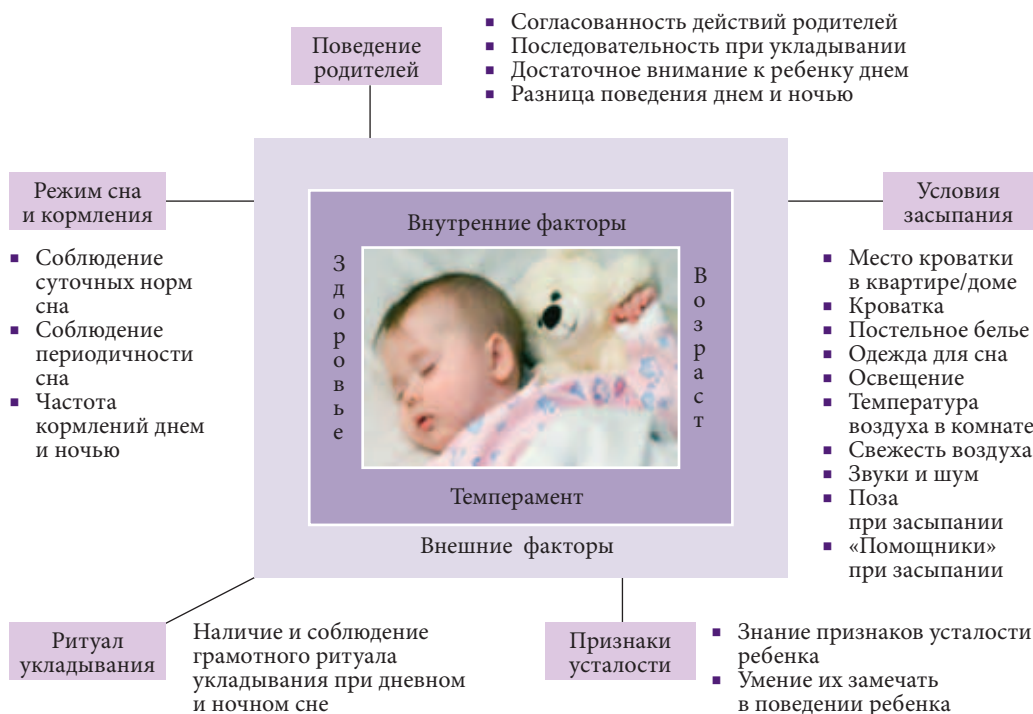 Поведение
родителей
▪ Согласованность действий родителей
▪ Последовательность при укладывании
▪ Достаточное внимание к ребенку днем
▪ Разница поведения днем и ночью
Режим сна
и кормления
▪ Соблюдение
суточных норм
сна
▪ Соблюдение
периодичности
сна
▪ Частота
кормлений днем
и ночью
Внутренние факторы
Здоровье
Возраст
Темперамент
Внешние факторы
Условия
засыпания
▪ Место кроватки
в квартире/доме
▪ Кроватка
▪ Постельное белье
▪ Одежда для сна
▪ Освещение
▪ Температура
воздуха в комнате
▪ Свежесть воздуха
▪ Звуки и шум
▪ Поза
при засыпании
▪ «Помощники»
при засыпании
Ритуал
укладывания
Наличие и соблюдение
грамотного ритуала
укладывания при дневном
и ночном сне
Признаки
усталости
▪ Знание признаков усталости
ребенка
▪ Умение их замечать
в поведении ребенка